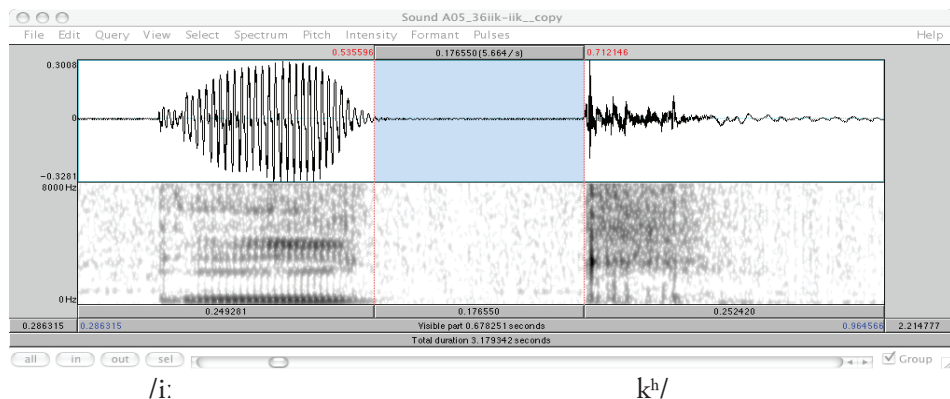 Sound A05_36iik-iik__copy
File Edit Query View Select Spectrum Pitch Intensity Formant Pulses Help
0.535596 0.176550 (5.664 / s) 0.712146
0.3008
0
-0.3281
8000 Hz
0 Hz
0.249281 0.176550 0.252420
0.286315 0.286315 Visible part 0.678251 seconds 0.964566 2.214777
Total duration 3.179342 seconds
all in out sel Group
/iː kʰ/